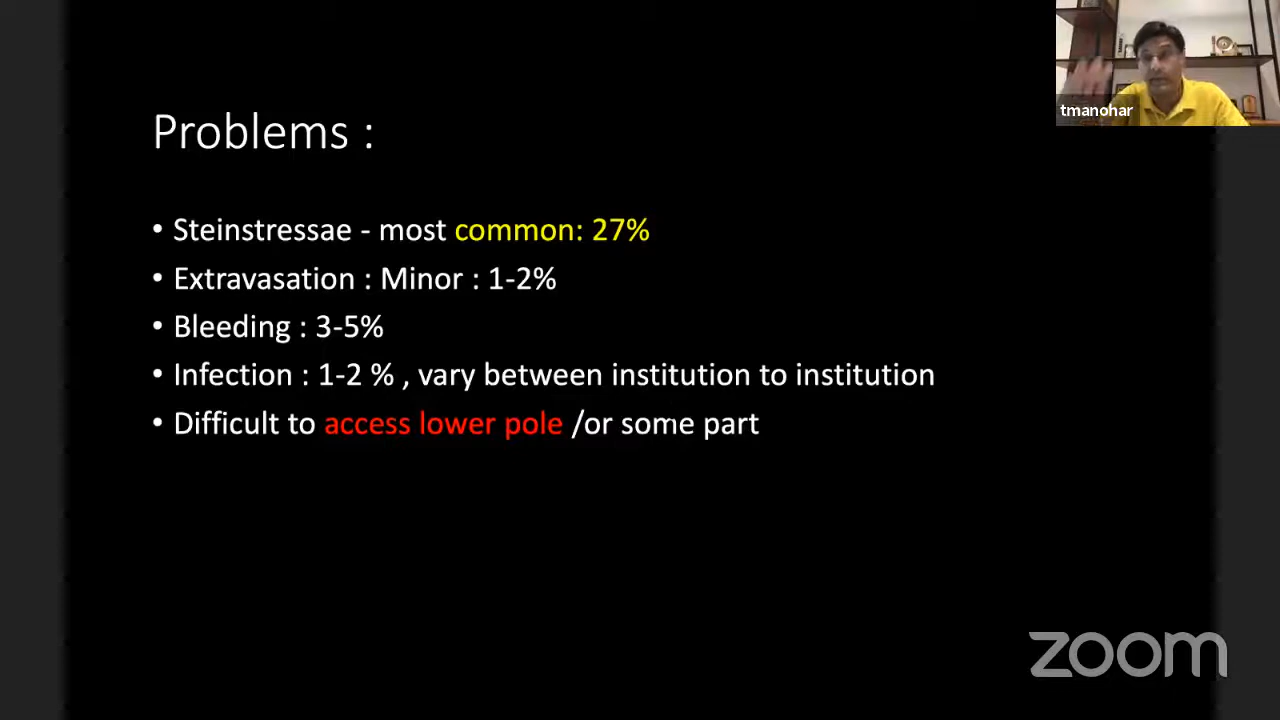 tmanohar
Problems :
• Steinstressae - most common: 27%
• Extravasation : Minor : 1-2%
• Bleeding : 3-5%
• Infection : 1-2 % , vary between institution to institution
• Difficult to access lower pole /or some part
zoom